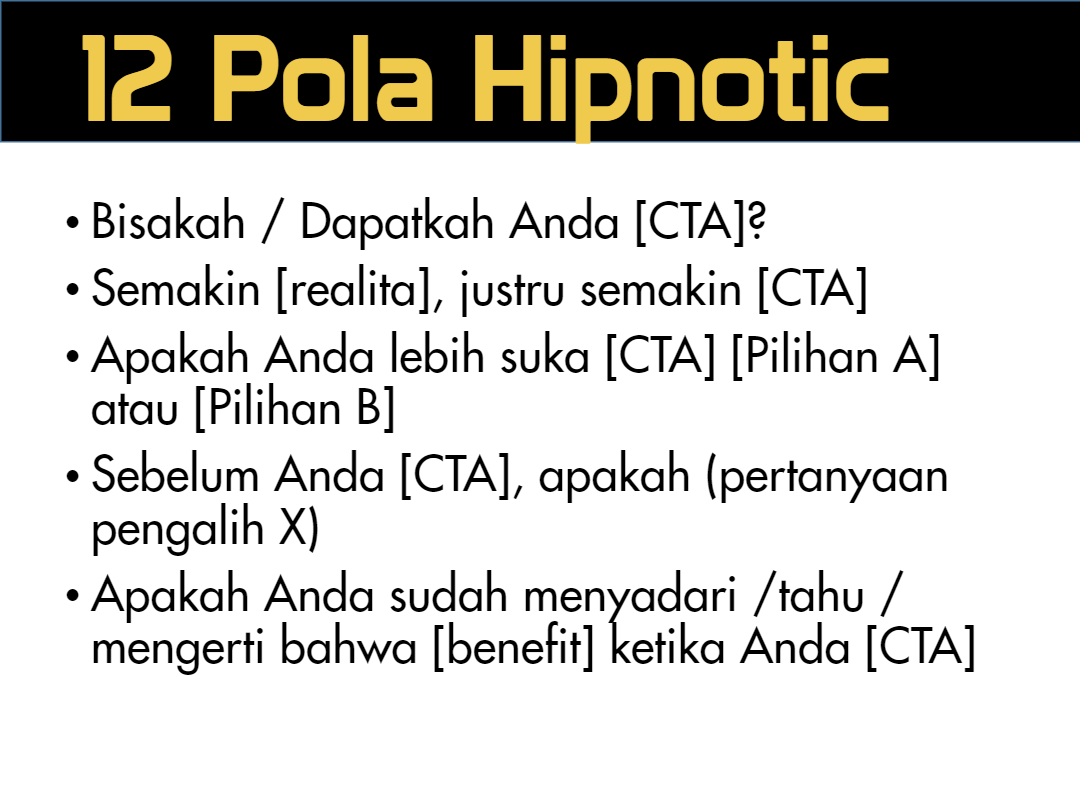 12 Pola Hipnotic
• Bisakah / Dapatkah Anda [CTA]?
• Semakin [realita], justru semakin [CTA]
• Apakah Anda lebih suka [CTA] [Pilihan A]
atau [Pilihan B]
• Sebelum Anda [CTA], apakah (pertanyaan
pengalih X)
• Apakah Anda sudah menyadari /tahu /
mengerti bahwa [benefit] ketika Anda [CTA]